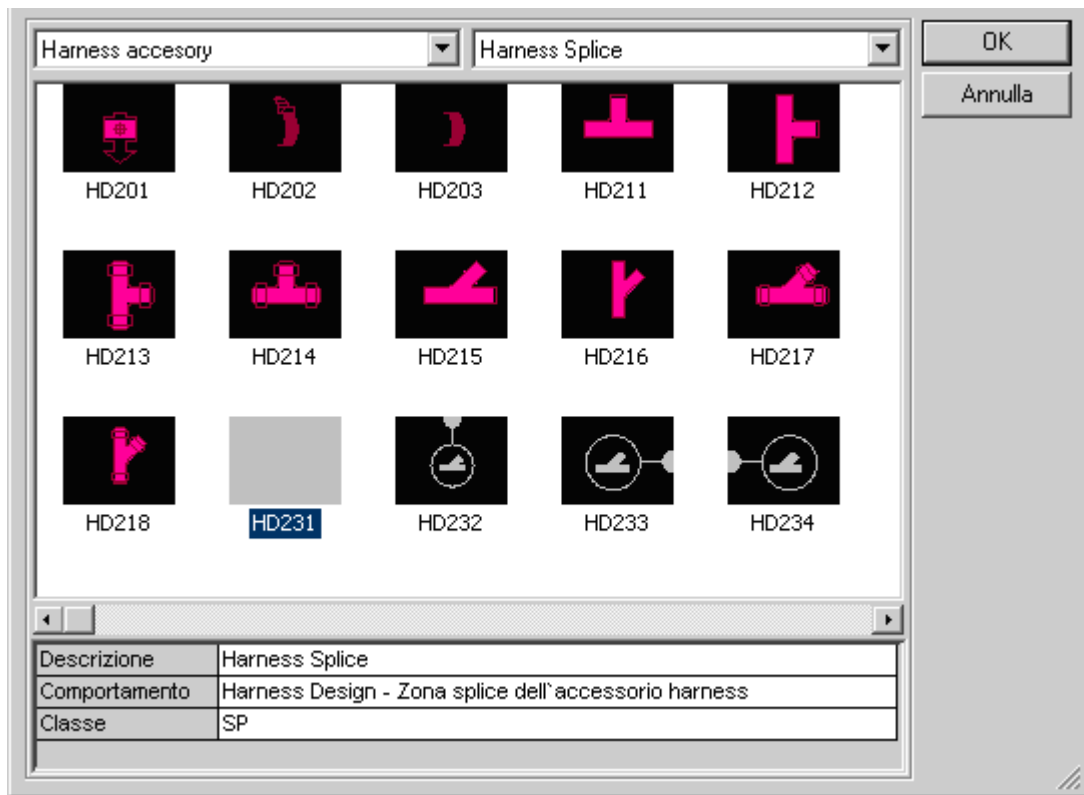 Harness accesory
Harness Splice
OK
Annulla
HD201 HD202 HD203 HD211 HD212
HD213 HD214 HD215 HD216 HD217
HD218 HD231 HD232 HD233 HD234
Descrizione Harness Splice
Comportamento Harness Design - Zona splice dell`accessorio harness
Classe SP